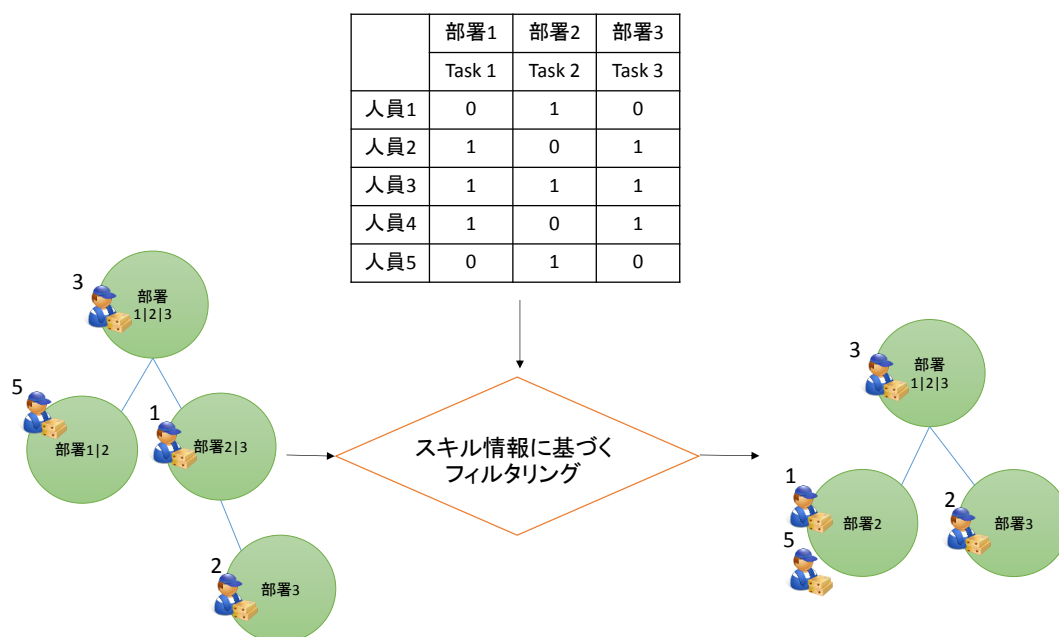 部署1 部署2 部署3
Task 1 Task 2 Task 3
人員1 0 1 0
人員2 1 0 1
人員3 1 1 1
人員4 1 0 1
人員5 0 1 0
3
部署
1|2|3
5
部署1|2
1
部署2|3
2
部署3
スキル情報に基づく
フィルタリング
3
部署
1|2|3
1
部署2
5
2
部署3